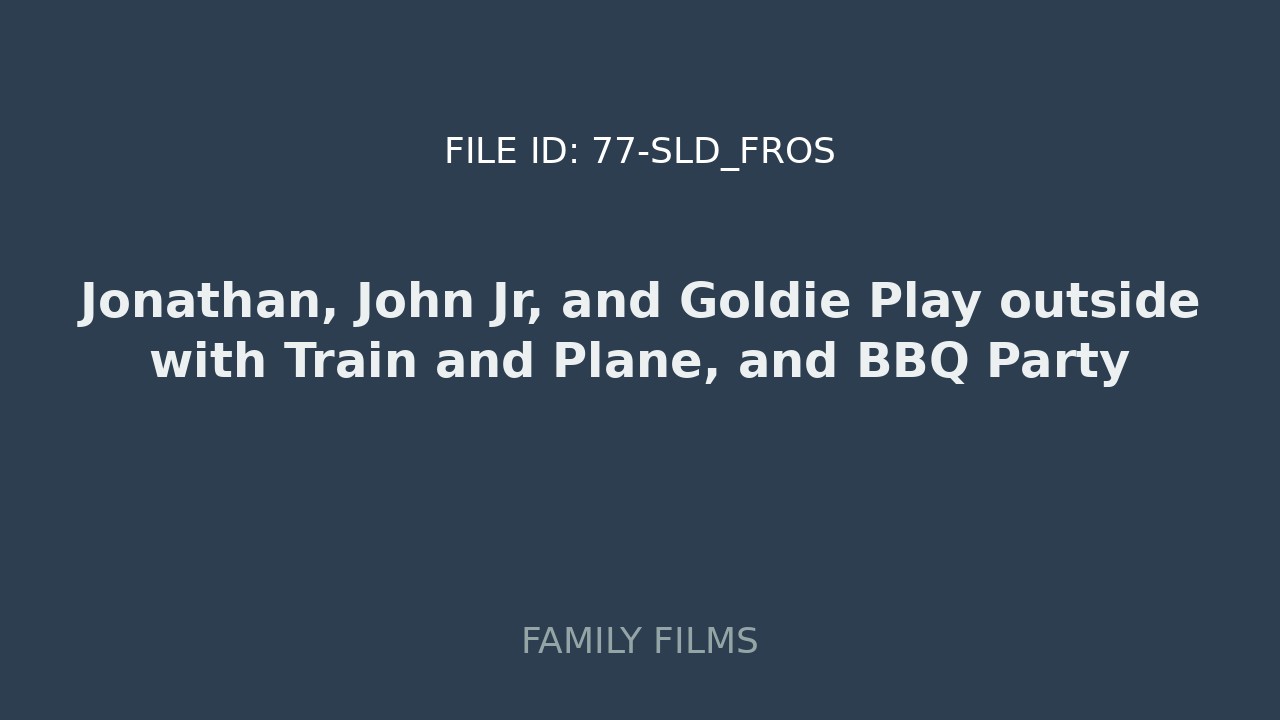 FILE ID: 77-SLD_FROS
Jonathan, John Jr, and Goldie Play outside
with Train and Plane, and BBQ Party
FAMILY FILMS